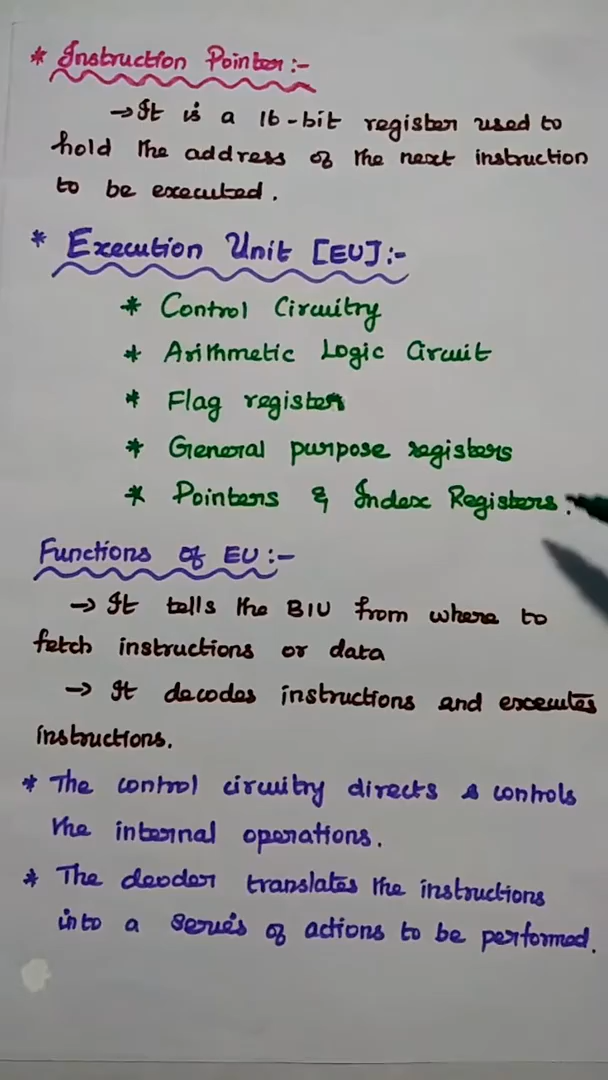 * Instruction Pointer :-
→ It is a 16-bit register used to
hold the address of the next instruction
to be executed.
* Execution Unit [EU] :-
* Control Circuitry
* Arithmetic Logic Circuit
* Flag register
* General purpose registers
* Pointers & Index Registers.
Functions of EU :-
→ It tells the BIU from where to
fetch instructions or data
→ It decodes instructions and executes
instructions.
* The control circuitry directs & controls
the internal operations.
* The deoder translates the instructions
into a series of actions to be performed.